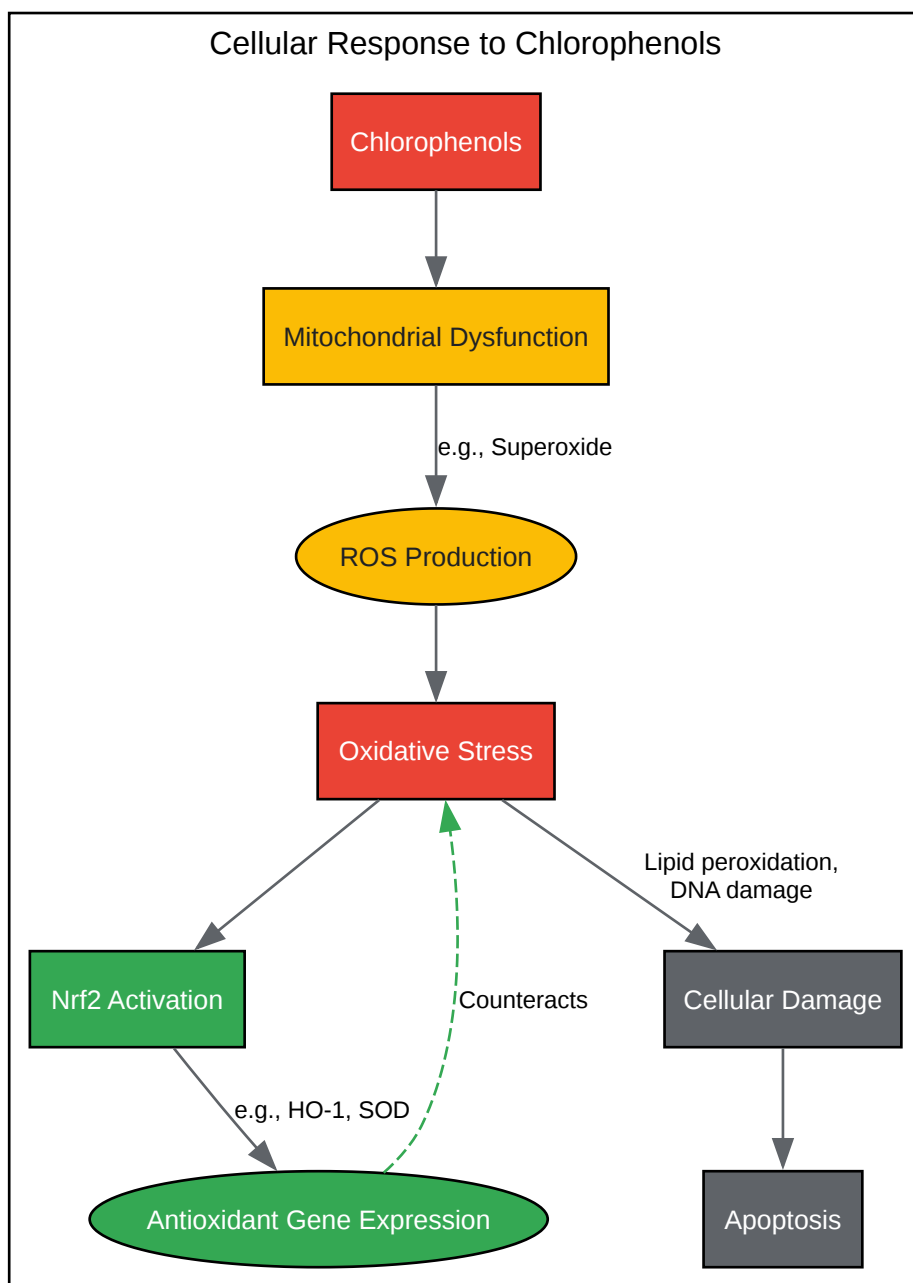 Cellular Response to Chlorophenols
Chlorophenols
Mitochondrial Dysfunction
e.g., Superoxide
ROS Production
Oxidative Stress
Lipid peroxidation,
DNA damage
Nrf2 Activation
Counteracts
Cellular Damage
e.g., HO-1, SOD
Antioxidant Gene Expression
Apoptosis